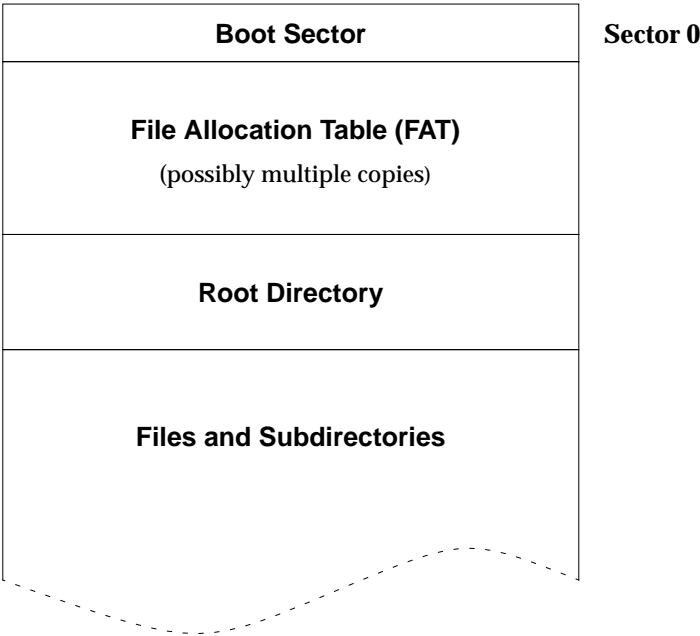 Boot Sector
Sector 0
File Allocation Table (FAT)
(possibly multiple copies)
Root Directory
Files and Subdirectories